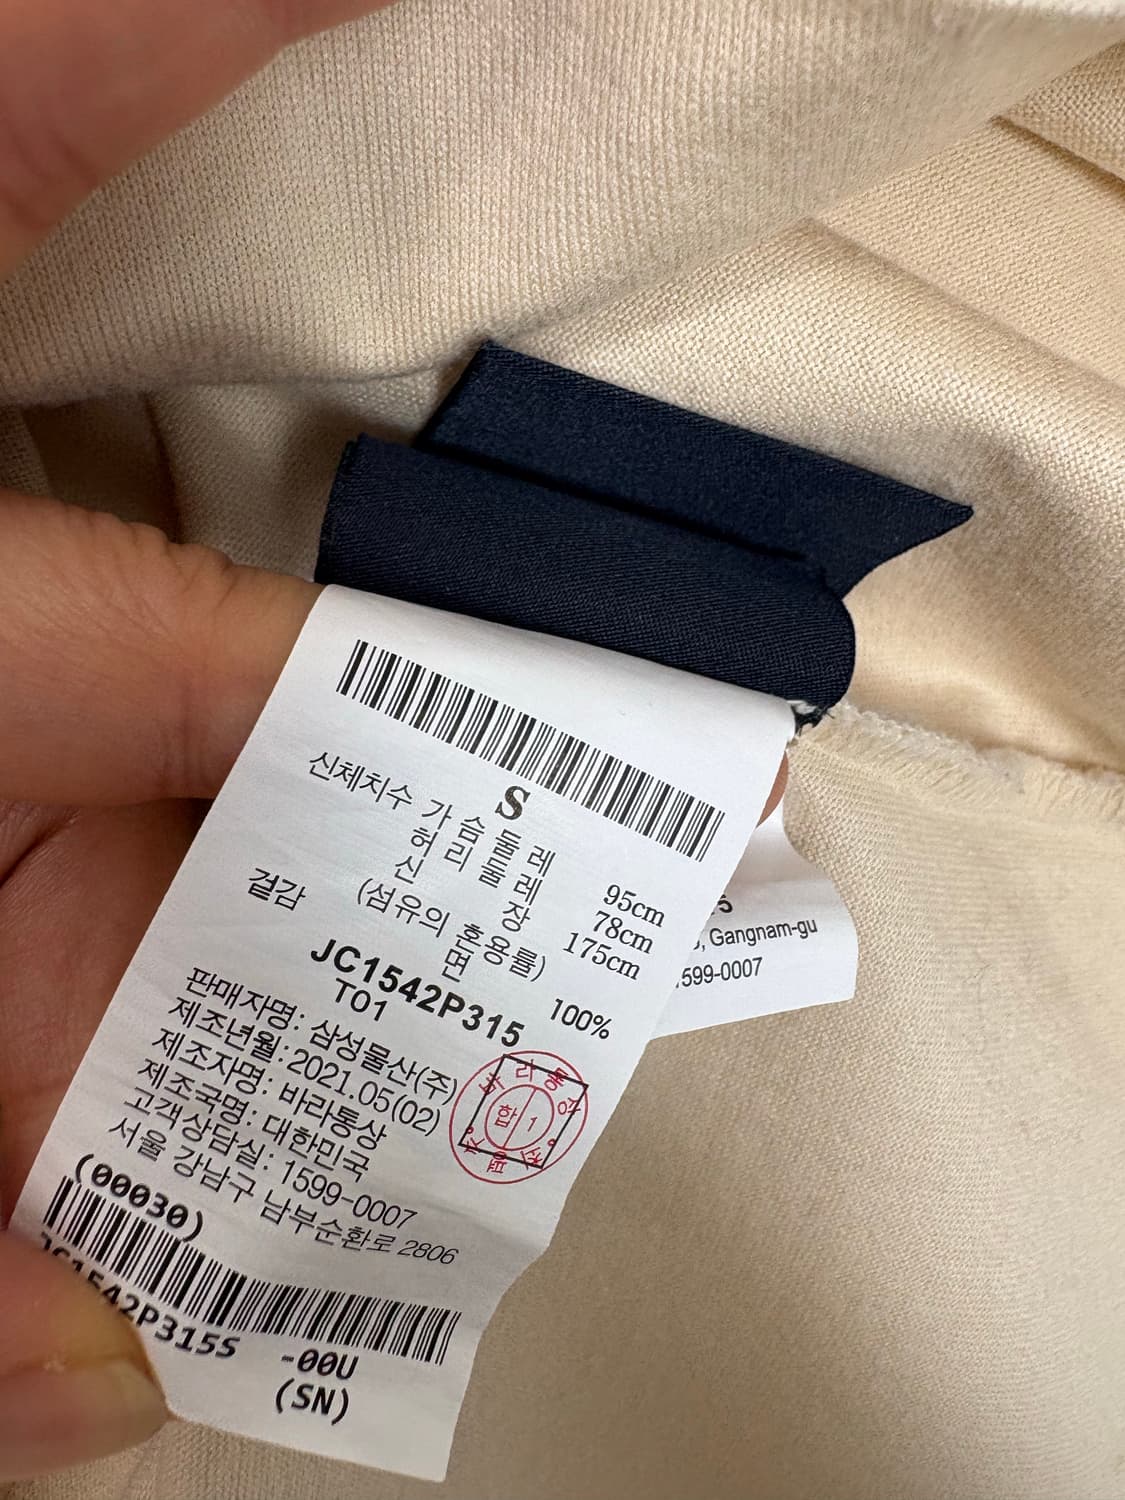 S
신체치수 가슴둘레 95cm
허리둘레 78cm
신장 175cm
겉감 (섬유의 혼용률)
면 100%
JC1542P315
T01
판매자명: 삼성물산(주)
제조년월: 2021.05(02)
제조자명: 바라통상
제조국명: 대한민국
고객상담실: 1599-0007
서울 강남구 남부순환로 2806
(00030)
JC1542P315S -00U
(SN)
합 1
Gangnam-gu
1599-0007